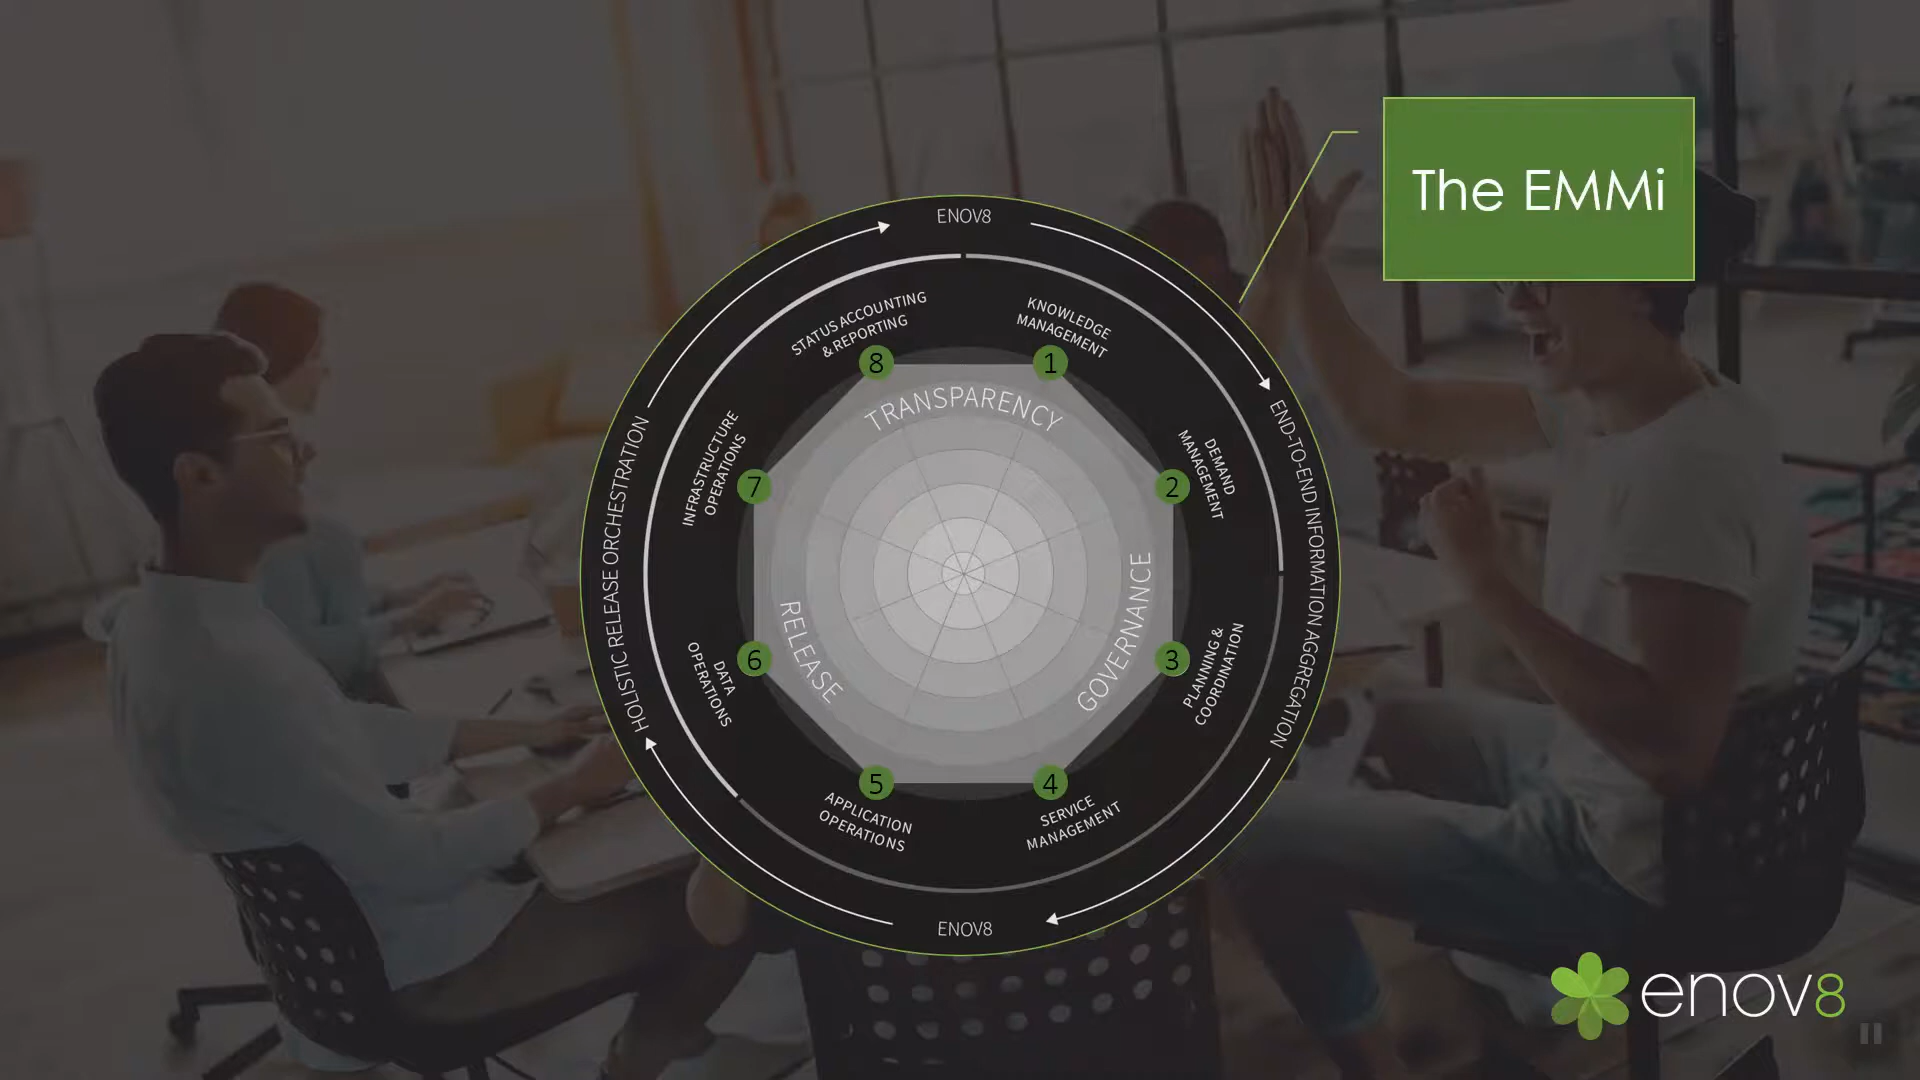 The EMMi
ENOV8
END-TO-END INFORMATION AGGREGATION
ENOV8
HOLISTIC RELEASE ORCHESTRATION
KNOWLEDGE
MANAGEMENT
1
DEMAND
MANAGEMENT
2
PLANNING &
COORDINATION
3
SERVICE
MANAGEMENT
4
APPLICATION
OPERATIONS
5
DATA
OPERATIONS
6
INFRASTRUCTURE
OPERATIONS
7
STATUS ACCOUNTING
& REPORTING
8
TRANSPARENCY
GOVERNANCE
RELEASE
enov8